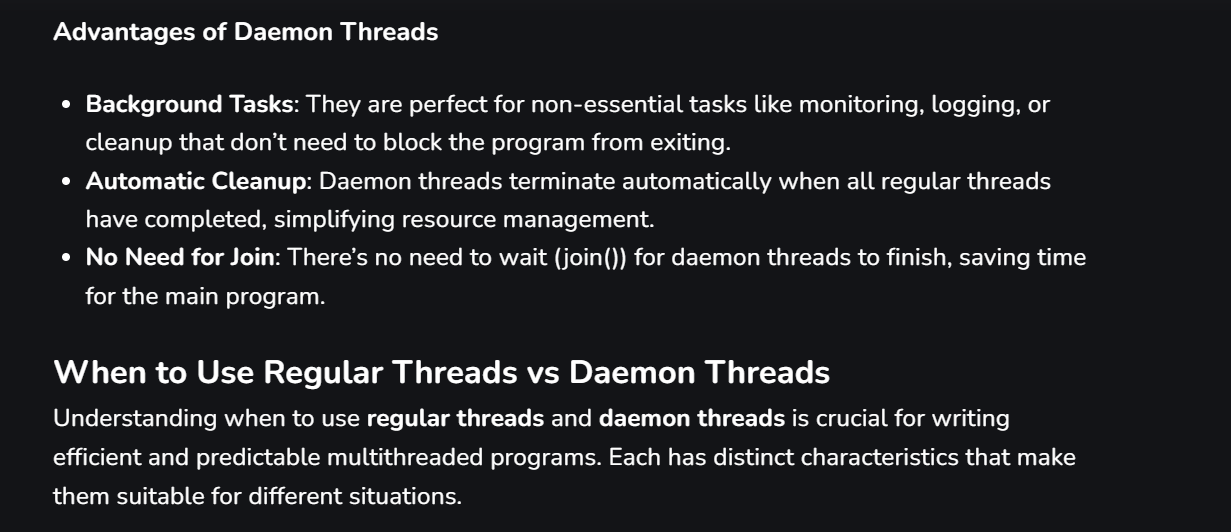 Advantages of Daemon Threads
• Background Tasks: They are perfect for non-essential tasks like monitoring, logging, or
cleanup that don’t need to block the program from exiting.
• Automatic Cleanup: Daemon threads terminate automatically when all regular threads
have completed, simplifying resource management.
• No Need for Join: There’s no need to wait (join()) for daemon threads to finish, saving time
for the main program.
When to Use Regular Threads vs Daemon Threads
Understanding when to use regular threads and daemon threads is crucial for writing
efficient and predictable multithreaded programs. Each has distinct characteristics that make
them suitable for different situations.